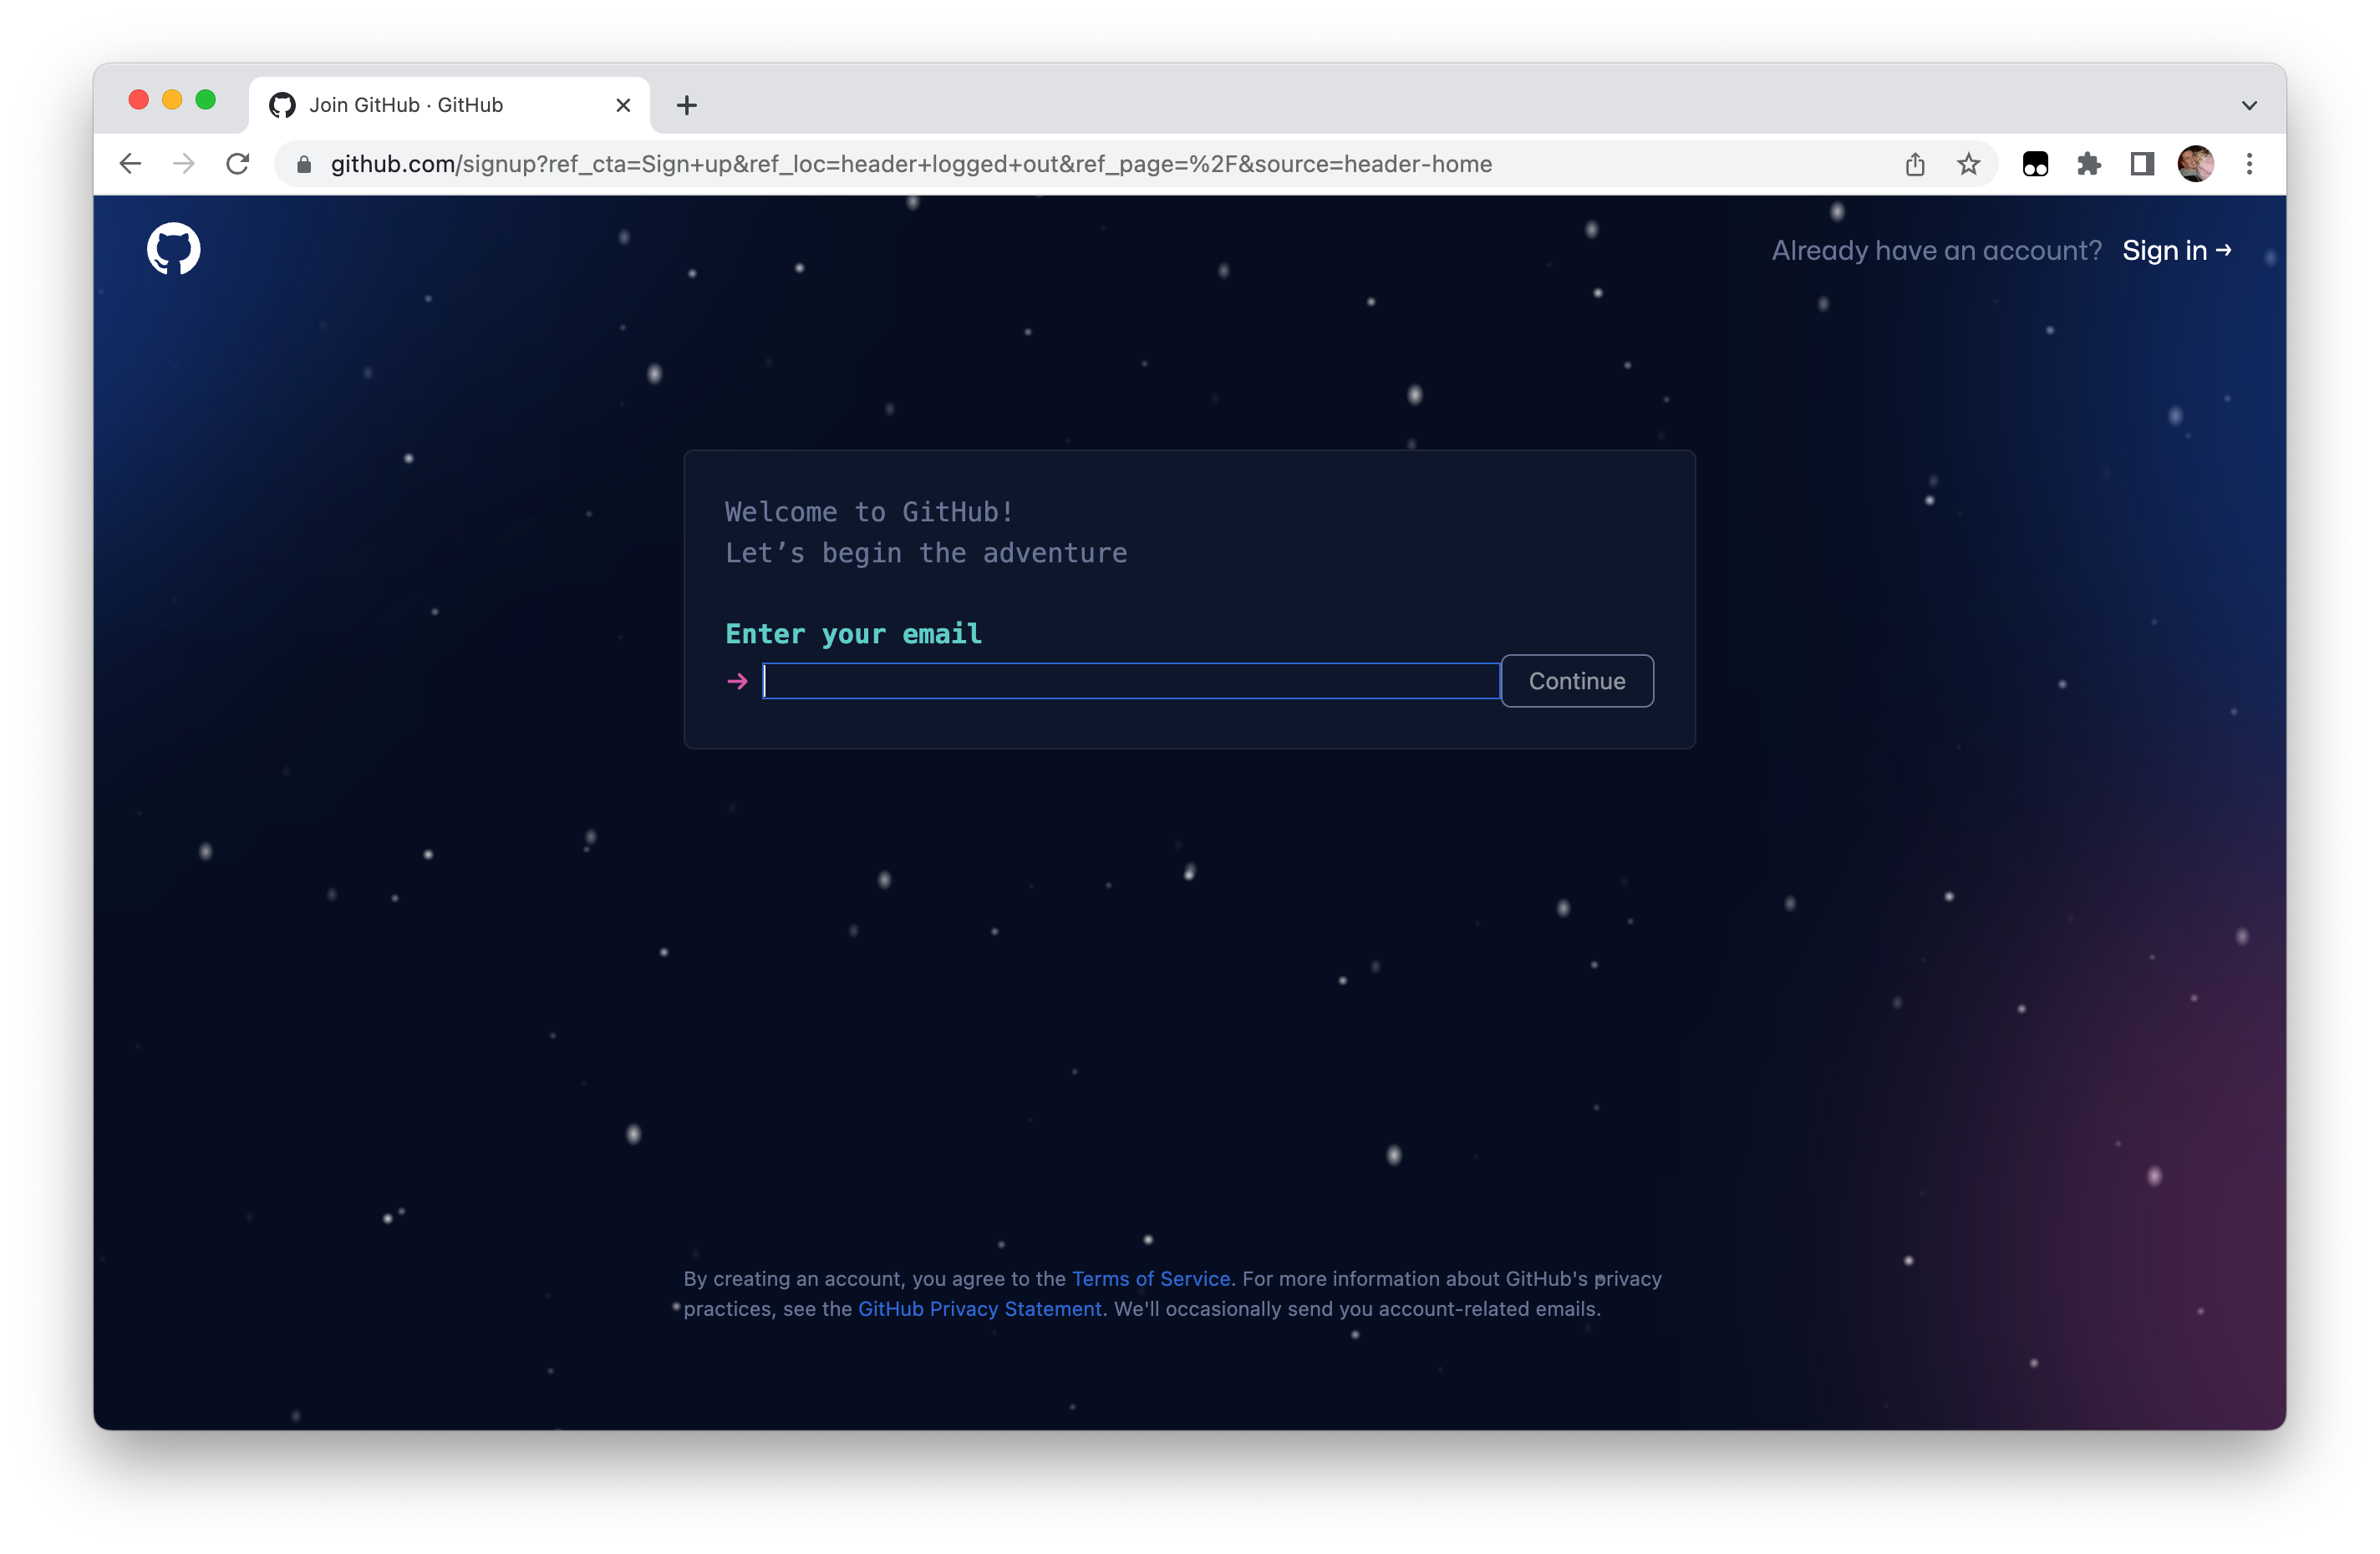 Join GitHub · GitHub
github.com/signup?ref_cta=Sign+up&ref_loc=header+logged+out&ref_page=%2F&source=header-home
Already have an account? Sign in →
Welcome to GitHub!
Let’s begin the adventure
Enter your email
→ Continue
By creating an account, you agree to the Terms of Service. For more information about GitHub's privacy
practices, see the GitHub Privacy Statement. We'll occasionally send you account-related emails.